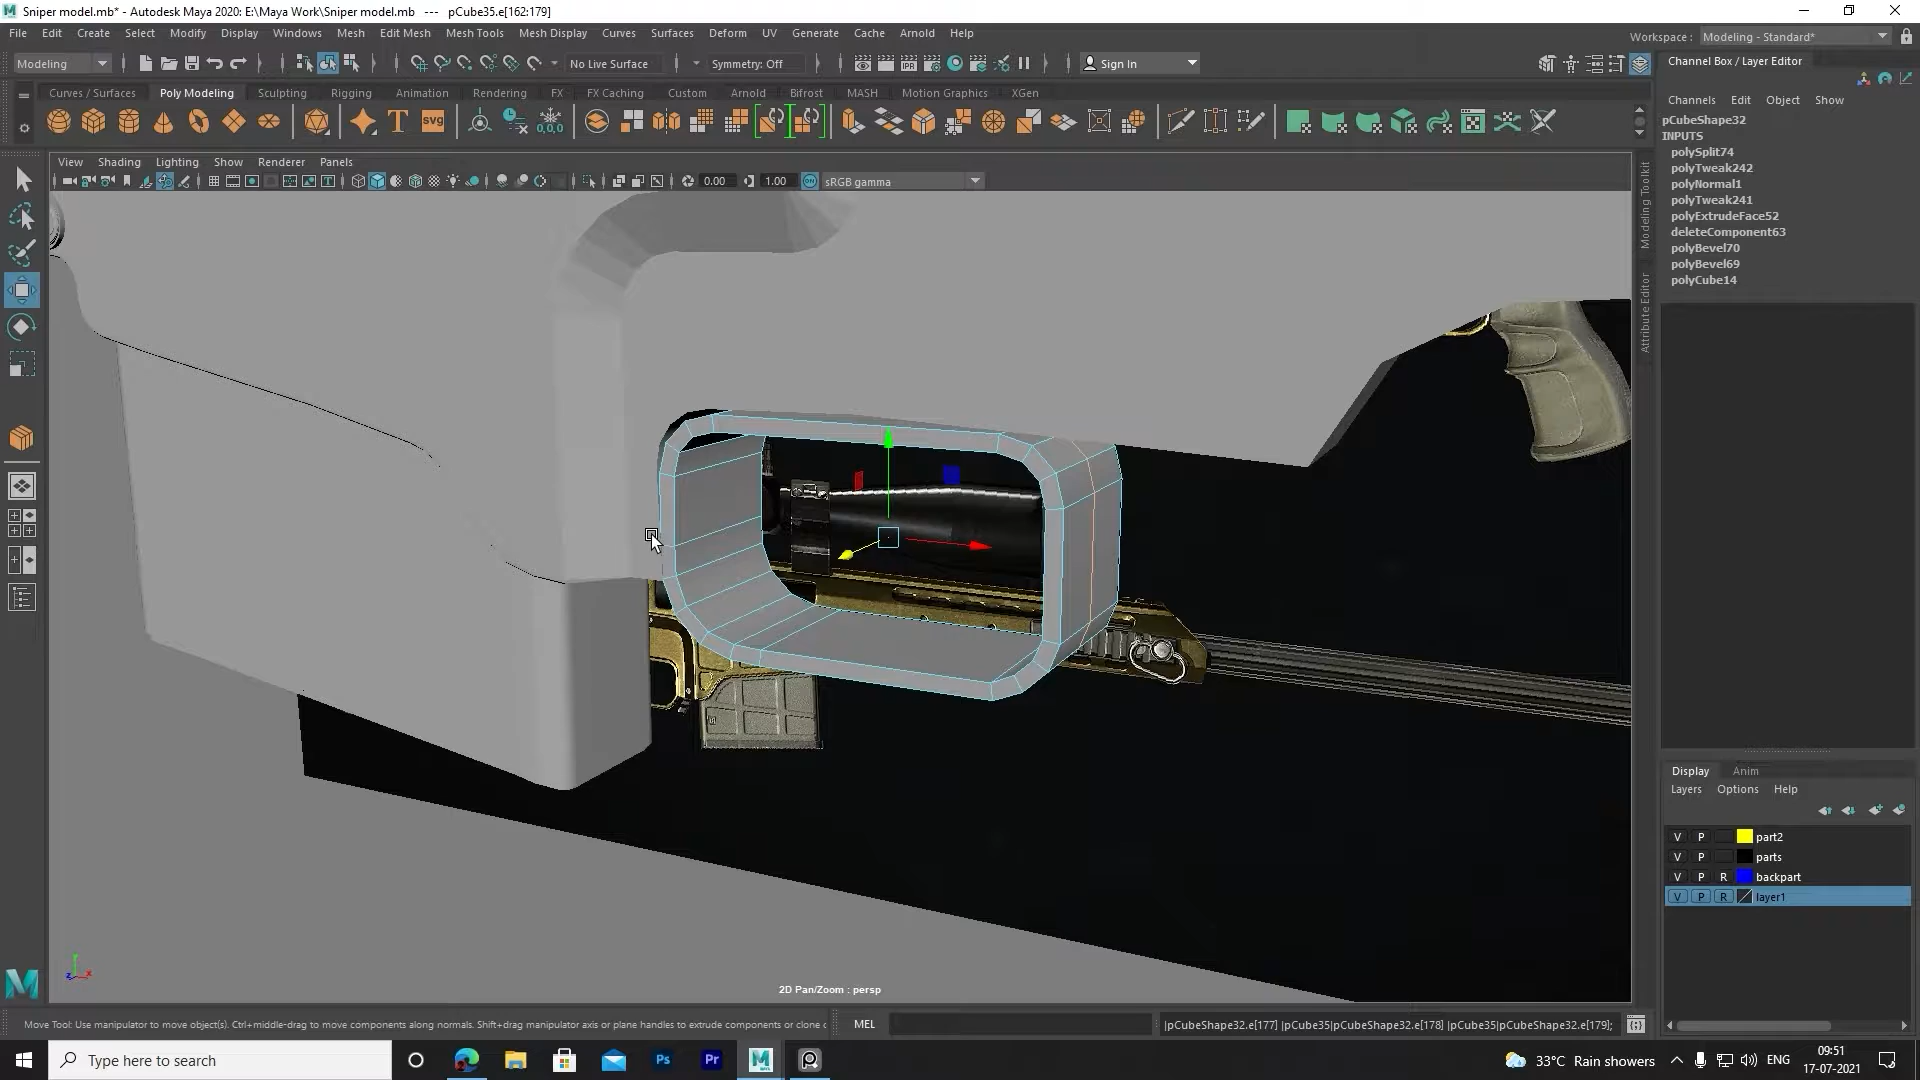 Sniper model.mb* - Autodesk Maya 2020: E:\Maya Work\Sniper model.mb   ---   pCube35.e[162:179]
File Edit Create Select Modify Display Windows Mesh Edit Mesh Mesh Tools Mesh Display Curves Surfaces Deform UV Generate Cache Arnold Help
Workspace : Modeling - Standard*
Modeling No Live Surface Symmetry: Off Sign In
Channel Box / Layer Editor
Curves / Surfaces Poly Modeling Sculpting Rigging Animation Rendering FX FX Caching Custom Arnold Bifrost MASH Motion Graphics XGen
Channels Edit Object Show
pCubeShape32
INPUTS
polySplit74
polyTweak242
polyNormal1
polyTweak241
polyExtrudeFace52
deleteComponent63
polyBevel70
polyBevel69
polyCube14
View Shading Lighting Show Renderer Panels
0.00 1.00 sRGB gamma
Modeling Toolkit
Attribute Editor
2D Pan/Zoom : persp
Display Anim
Layers Options Help
V P part2
V P parts
V P R backpart
V P R layer1
Move Tool: Use manipulator to move object(s). Ctrl+middle-drag to move components along normals. Shift+drag manipulator axis or plane handles to extrude components or clone
MEL
|pCubeShape32.e[177] |pCube35|pCubeShape32.e[178] |pCube35|pCubeShape32.e[179];
Type here to search
Ps Pr
33°C Rain showers
ENG
09:51
17-07-2021